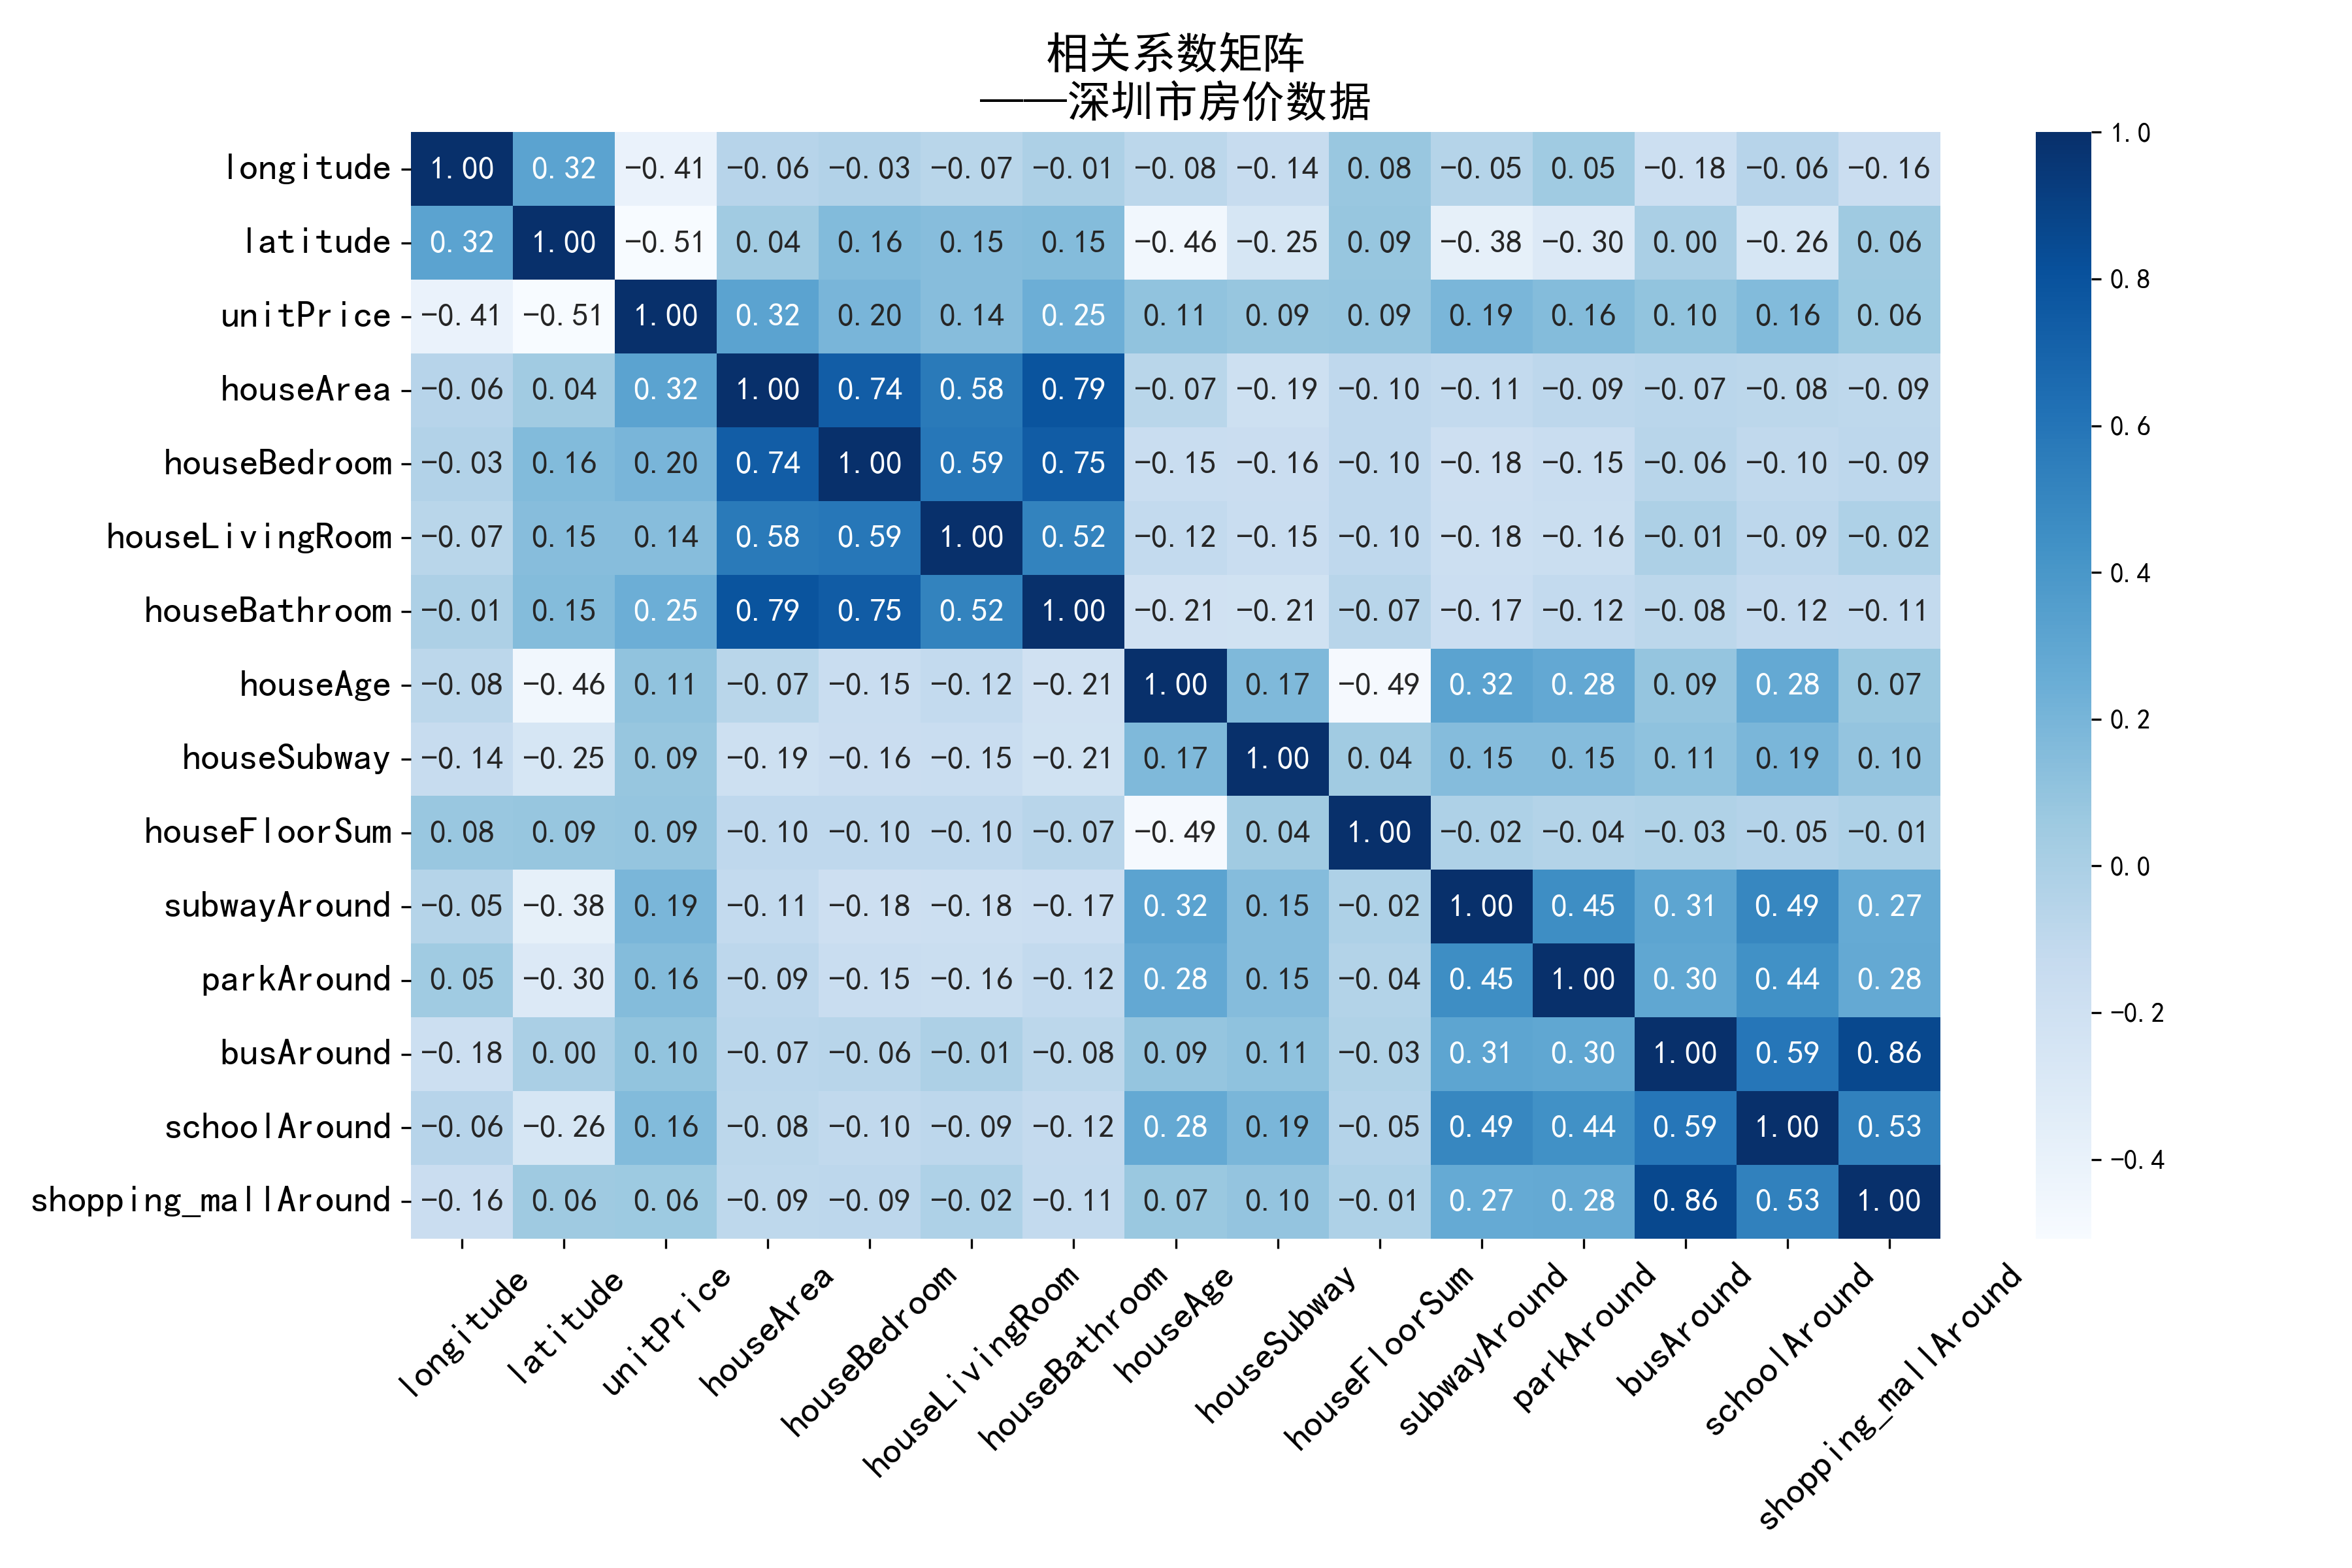 相关系数矩阵
——深圳市房价数据
longitude 1.00 0.32 −0.41 −0.06 −0.03 −0.07 −0.01 −0.08 −0.14 0.08 −0.05 0.05 −0.18 −0.06 −0.16
latitude 0.32 1.00 −0.51 0.04 0.16 0.15 0.15 −0.46 −0.25 0.09 −0.38 −0.30 0.00 −0.26 0.06
unitPrice −0.41 −0.51 1.00 0.32 0.20 0.14 0.25 0.11 0.09 0.09 0.19 0.16 0.10 0.16 0.06
houseArea −0.06 0.04 0.32 1.00 0.74 0.58 0.79 −0.07 −0.19 −0.10 −0.11 −0.09 −0.07 −0.08 −0.09
houseBedroom −0.03 0.16 0.20 0.74 1.00 0.59 0.75 −0.15 −0.16 −0.10 −0.18 −0.15 −0.06 −0.10 −0.09
houseLivingRoom −0.07 0.15 0.14 0.58 0.59 1.00 0.52 −0.12 −0.15 −0.10 −0.18 −0.16 −0.01 −0.09 −0.02
houseBathroom −0.01 0.15 0.25 0.79 0.75 0.52 1.00 −0.21 −0.21 −0.07 −0.17 −0.12 −0.08 −0.12 −0.11
houseAge −0.08 −0.46 0.11 −0.07 −0.15 −0.12 −0.21 1.00 0.17 −0.49 0.32 0.28 0.09 0.28 0.07
houseSubway −0.14 −0.25 0.09 −0.19 −0.16 −0.15 −0.21 0.17 1.00 0.04 0.15 0.15 0.11 0.19 0.10
houseFloorSum 0.08 0.09 0.09 −0.10 −0.10 −0.10 −0.07 −0.49 0.04 1.00 −0.02 −0.04 −0.03 −0.05 −0.01
subwayAround −0.05 −0.38 0.19 −0.11 −0.18 −0.18 −0.17 0.32 0.15 −0.02 1.00 0.45 0.31 0.49 0.27
parkAround 0.05 −0.30 0.16 −0.09 −0.15 −0.16 −0.12 0.28 0.15 −0.04 0.45 1.00 0.30 0.44 0.28
busAround −0.18 0.00 0.10 −0.07 −0.06 −0.01 −0.08 0.09 0.11 −0.03 0.31 0.30 1.00 0.59 0.86
schoolAround −0.06 −0.26 0.16 −0.08 −0.10 −0.09 −0.12 0.28 0.19 −0.05 0.49 0.44 0.59 1.00 0.53
shopping_mallAround −0.16 0.06 0.06 −0.09 −0.09 −0.02 −0.11 0.07 0.10 −0.01 0.27 0.28 0.86 0.53 1.00
longitude
latitude
unitPrice
houseArea
houseBedroom
houseLivingRoom
houseBathroom
houseAge
houseSubway
houseFloorSum
subwayAround
parkAround
busAround
schoolAround
shopping_mallAround
1.0
0.8
0.6
0.4
0.2
0.0
−0.2
−0.4